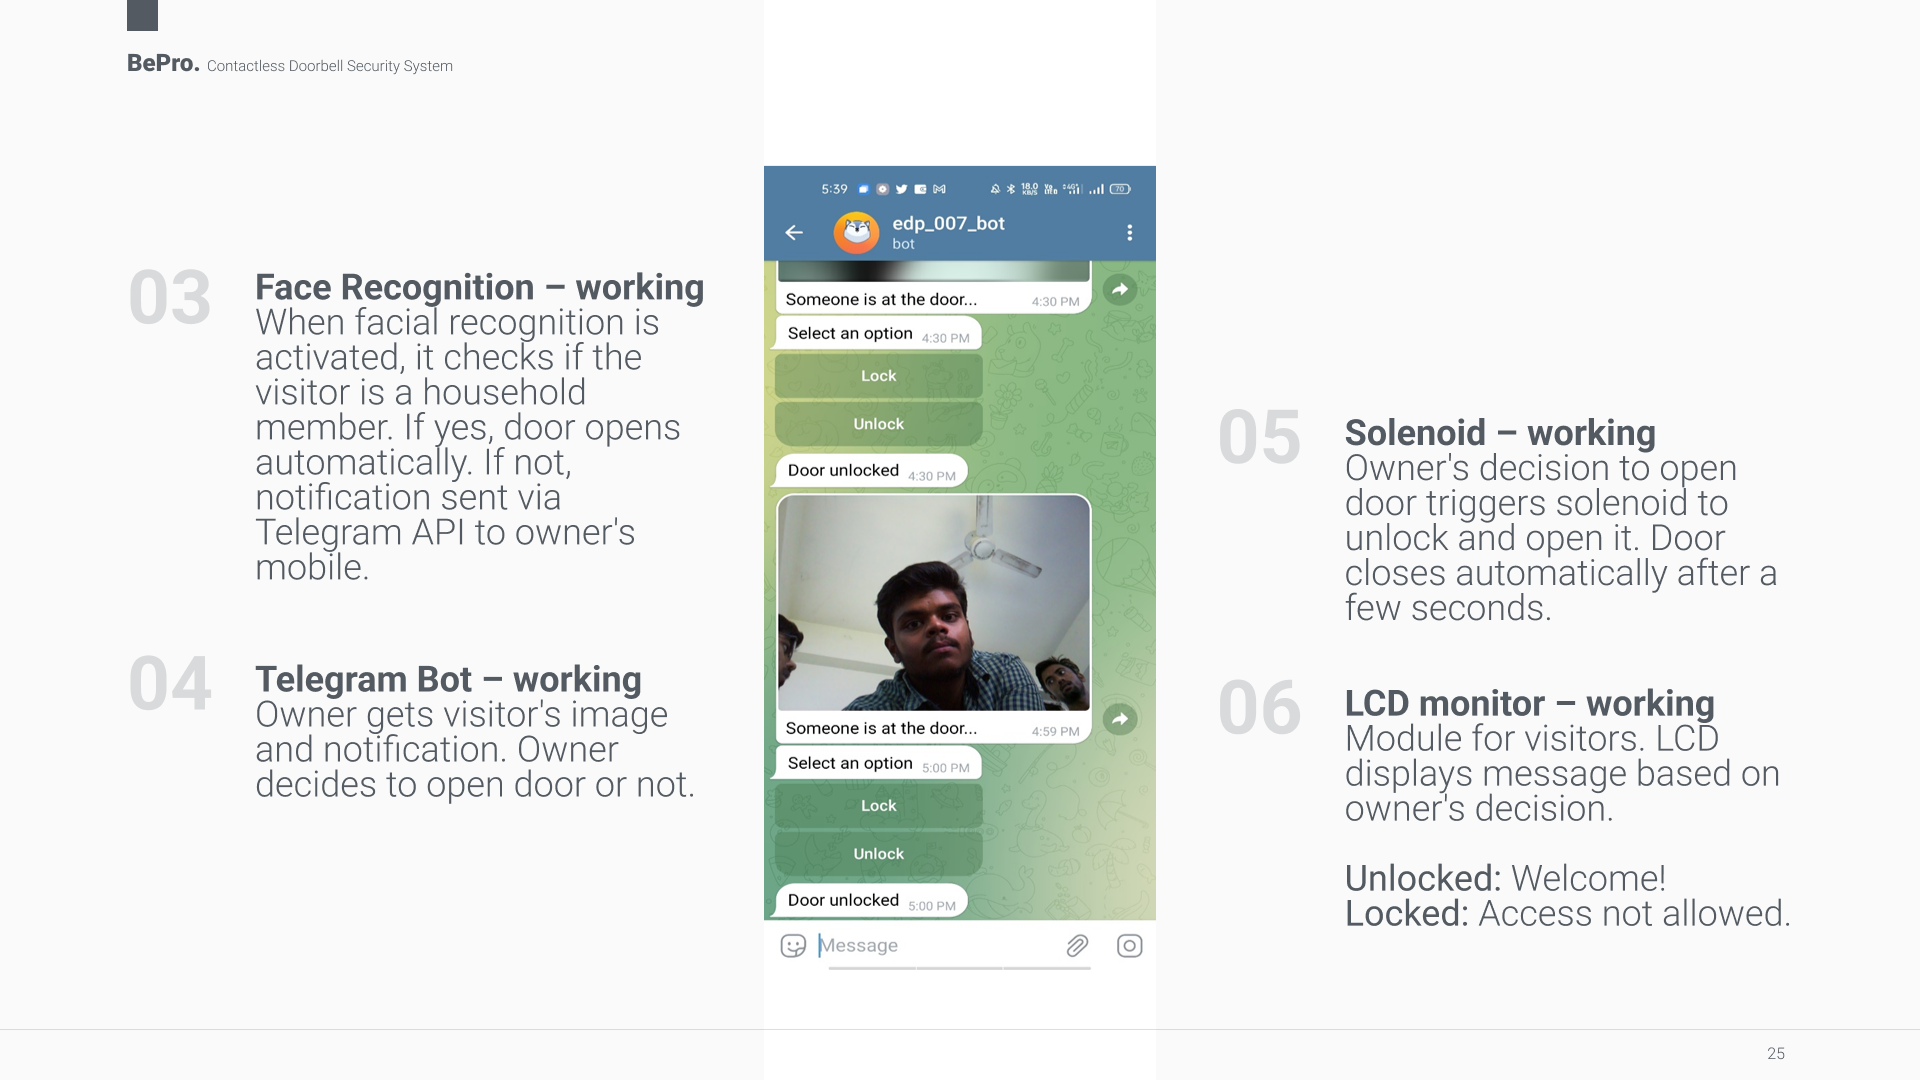 BePro. Contactless Doorbell Security System
03
Face Recognition – working
When facial recognition is
activated, it checks if the
visitor is a household
member. If yes, door opens
automatically. If not,
notification sent via
Telegram API to owner's
mobile.
04
Telegram Bot – working
Owner gets visitor's image
and notification. Owner
decides to open door or not.
5:39
18.0
KB/S
70
edp_007_bot
bot
Someone is at the door... 4:30 PM
Select an option 4:30 PM
Lock
Unlock
Door unlocked 4:30 PM
Someone is at the door... 4:59 PM
Select an option 5:00 PM
Lock
Unlock
Door unlocked 5:00 PM
Message
05
Solenoid – working
Owner's decision to open
door triggers solenoid to
unlock and open it. Door
closes automatically after a
few seconds.
06
LCD monitor – working
Module for visitors. LCD
displays message based on
owner's decision.
Unlocked: Welcome!
Locked: Access not allowed.
25